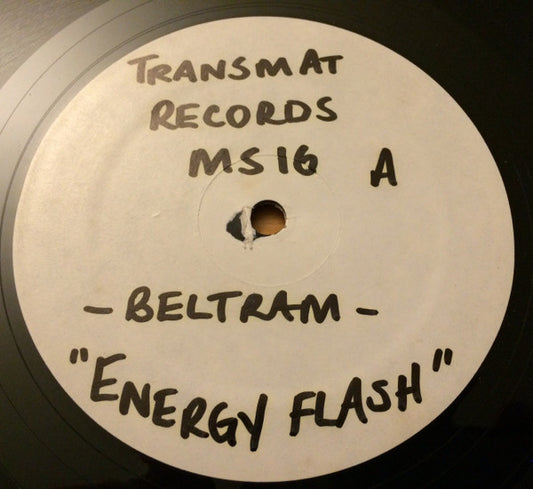 TRANSMAT
RECORDS
MS16 A
- BELTRAM -
"ENERGY FLASH"